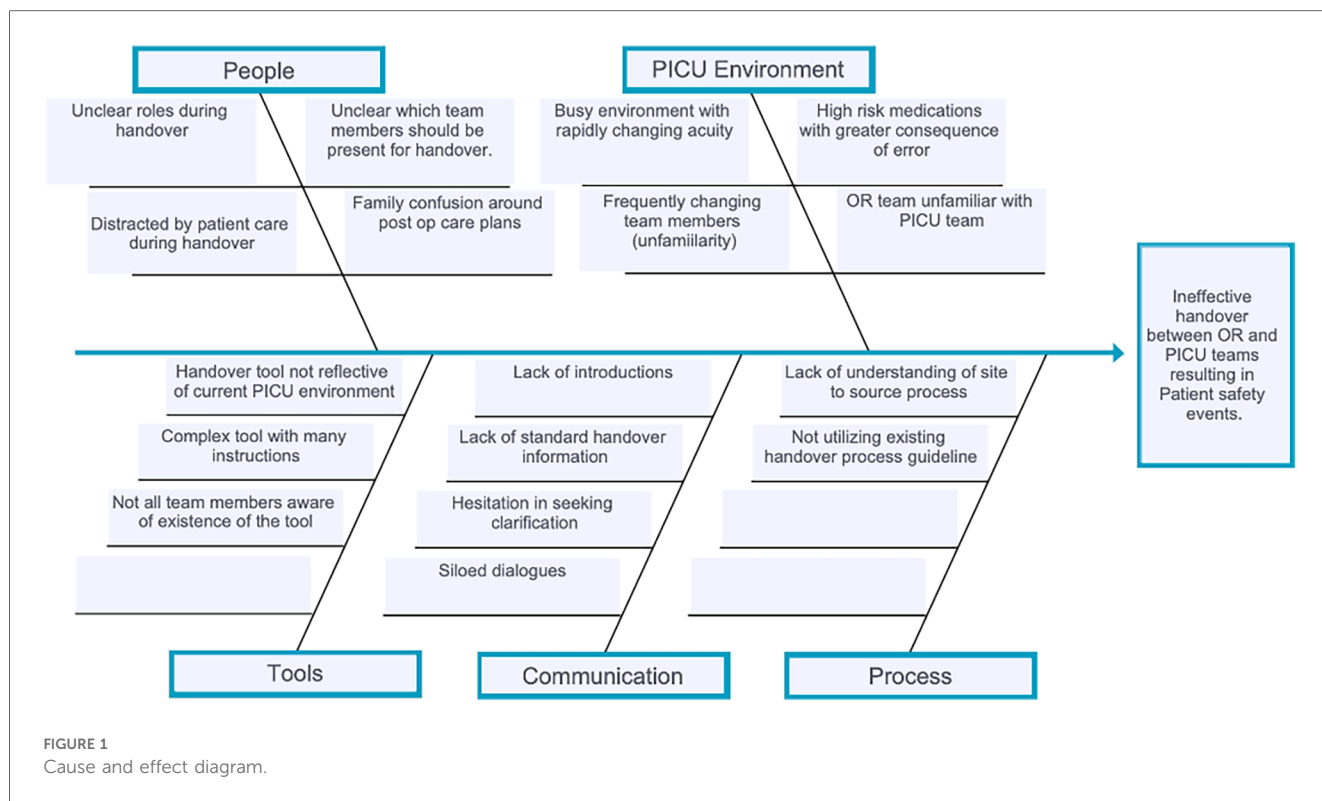 People
Unclear roles during
handover
Unclear which team
members should be
present for handover.
Distracted by patient care
during handover
Family confusion around
post op care plans
PICU Environment
Busy environment with
rapidly changing acuity
High risk medications
with greater consequence
of error
Frequently changing
team members
(unfamiilarity)
OR team unfamiliar with
PICU team
Ineffective
handover
between OR and
PICU teams
resulting in
Patient safety
events.
Handover tool not reflective
of current PICU environment
Complex tool with many
instructions
Not all team members aware
of existence of the tool
Tools
Lack of introductions
Lack of standard handover
information
Hesitation in seeking
clarification
Siloed dialogues
Communication
Lack of understanding of site
to source process
Not utilizing existing
handover process guideline
Process
FIGURE 1
Cause and effect diagram.